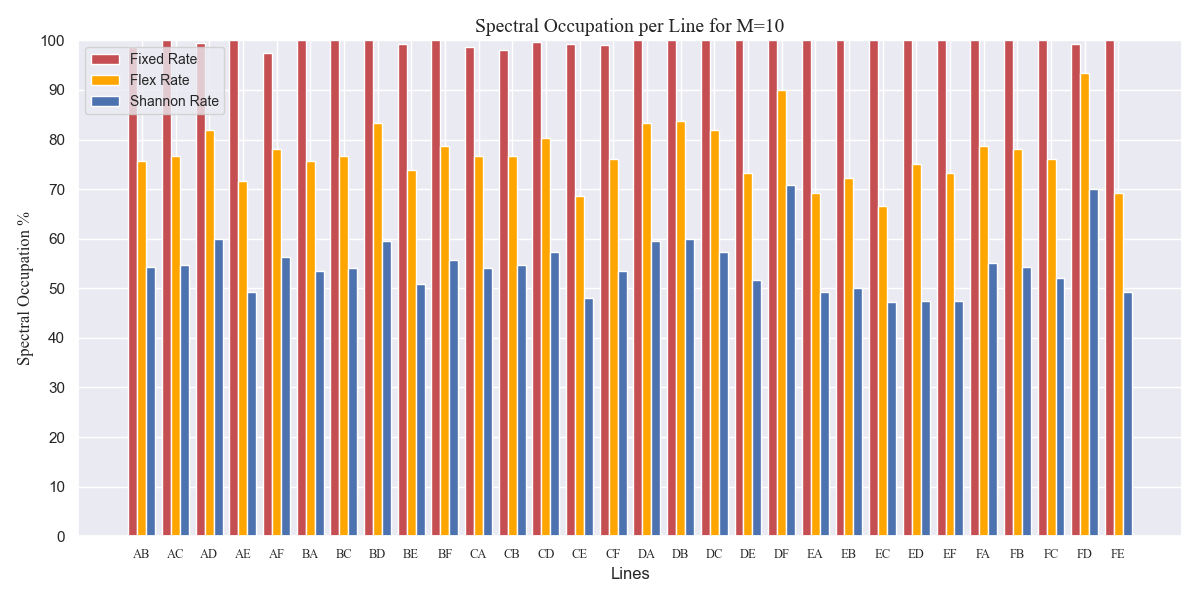 Spectral Occupation per Line for M=10
Fixed Rate
Flex Rate
Shannon Rate
Spectral Occupation %
100
90
80
70
60
50
40
30
20
10
0
AB AC AD AE AF BA BC BD BE BF CA CB CD CE CF DA DB DC DE DF EA EB EC ED EF FA FB FC FD FE
Lines